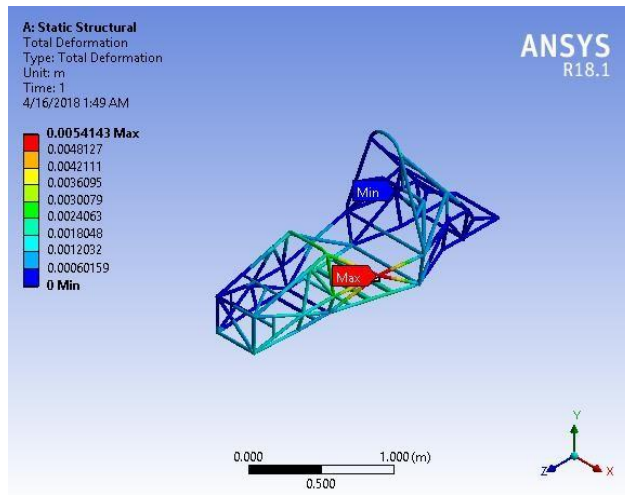 A: Static Structural
Total Deformation
Type: Total Deformation
Unit: m
Time: 1
4/16/2018 1:49 AM
ANSYS
R18.1
0.0054143 Max
0.0048127
0.0042111
0.0036095
0.0030079
0.0024063
0.0018048
0.0012032
0.00060159
0 Min
Min
Max
0.000 1.000 (m)
0.500
Y
Z X